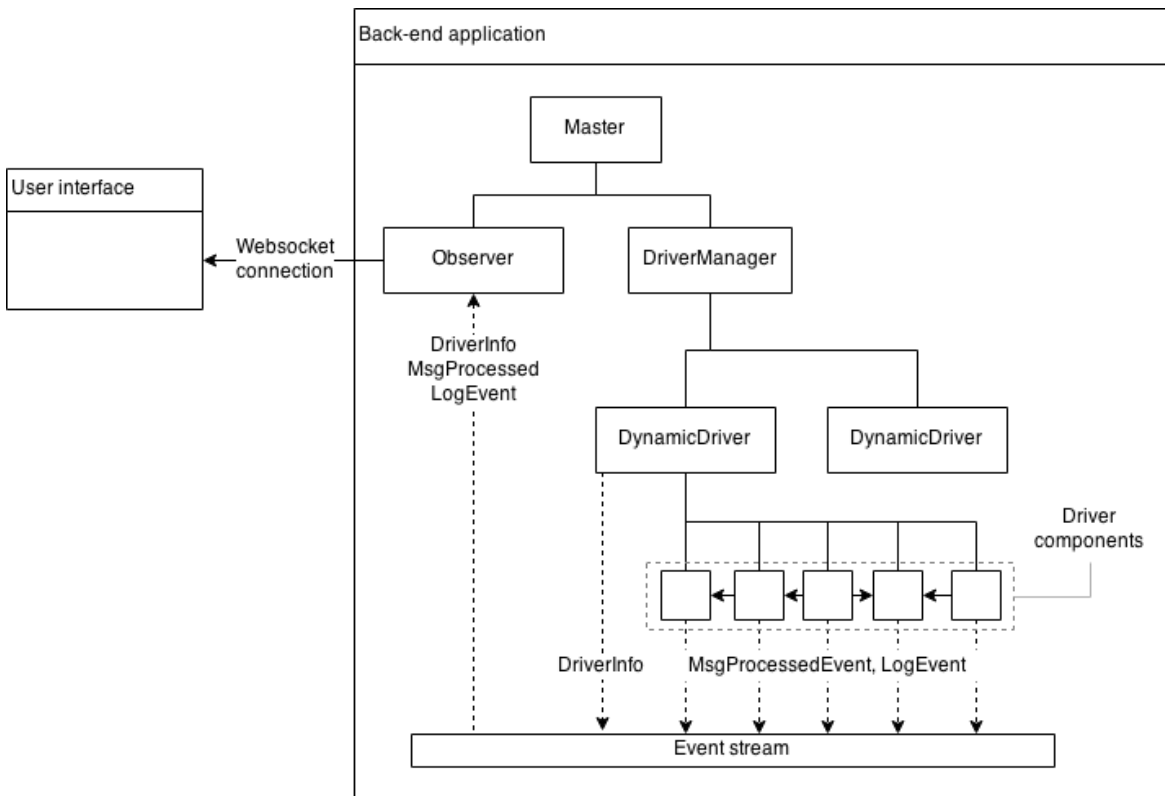 Back-end application
Master
User interface
Websocket
connection
Observer
DriverManager
DriverInfo
MsgProcessed
LogEvent
DynamicDriver
DynamicDriver
Driver
components
DriverInfo
MsgProcessedEvent, LogEvent
Event stream